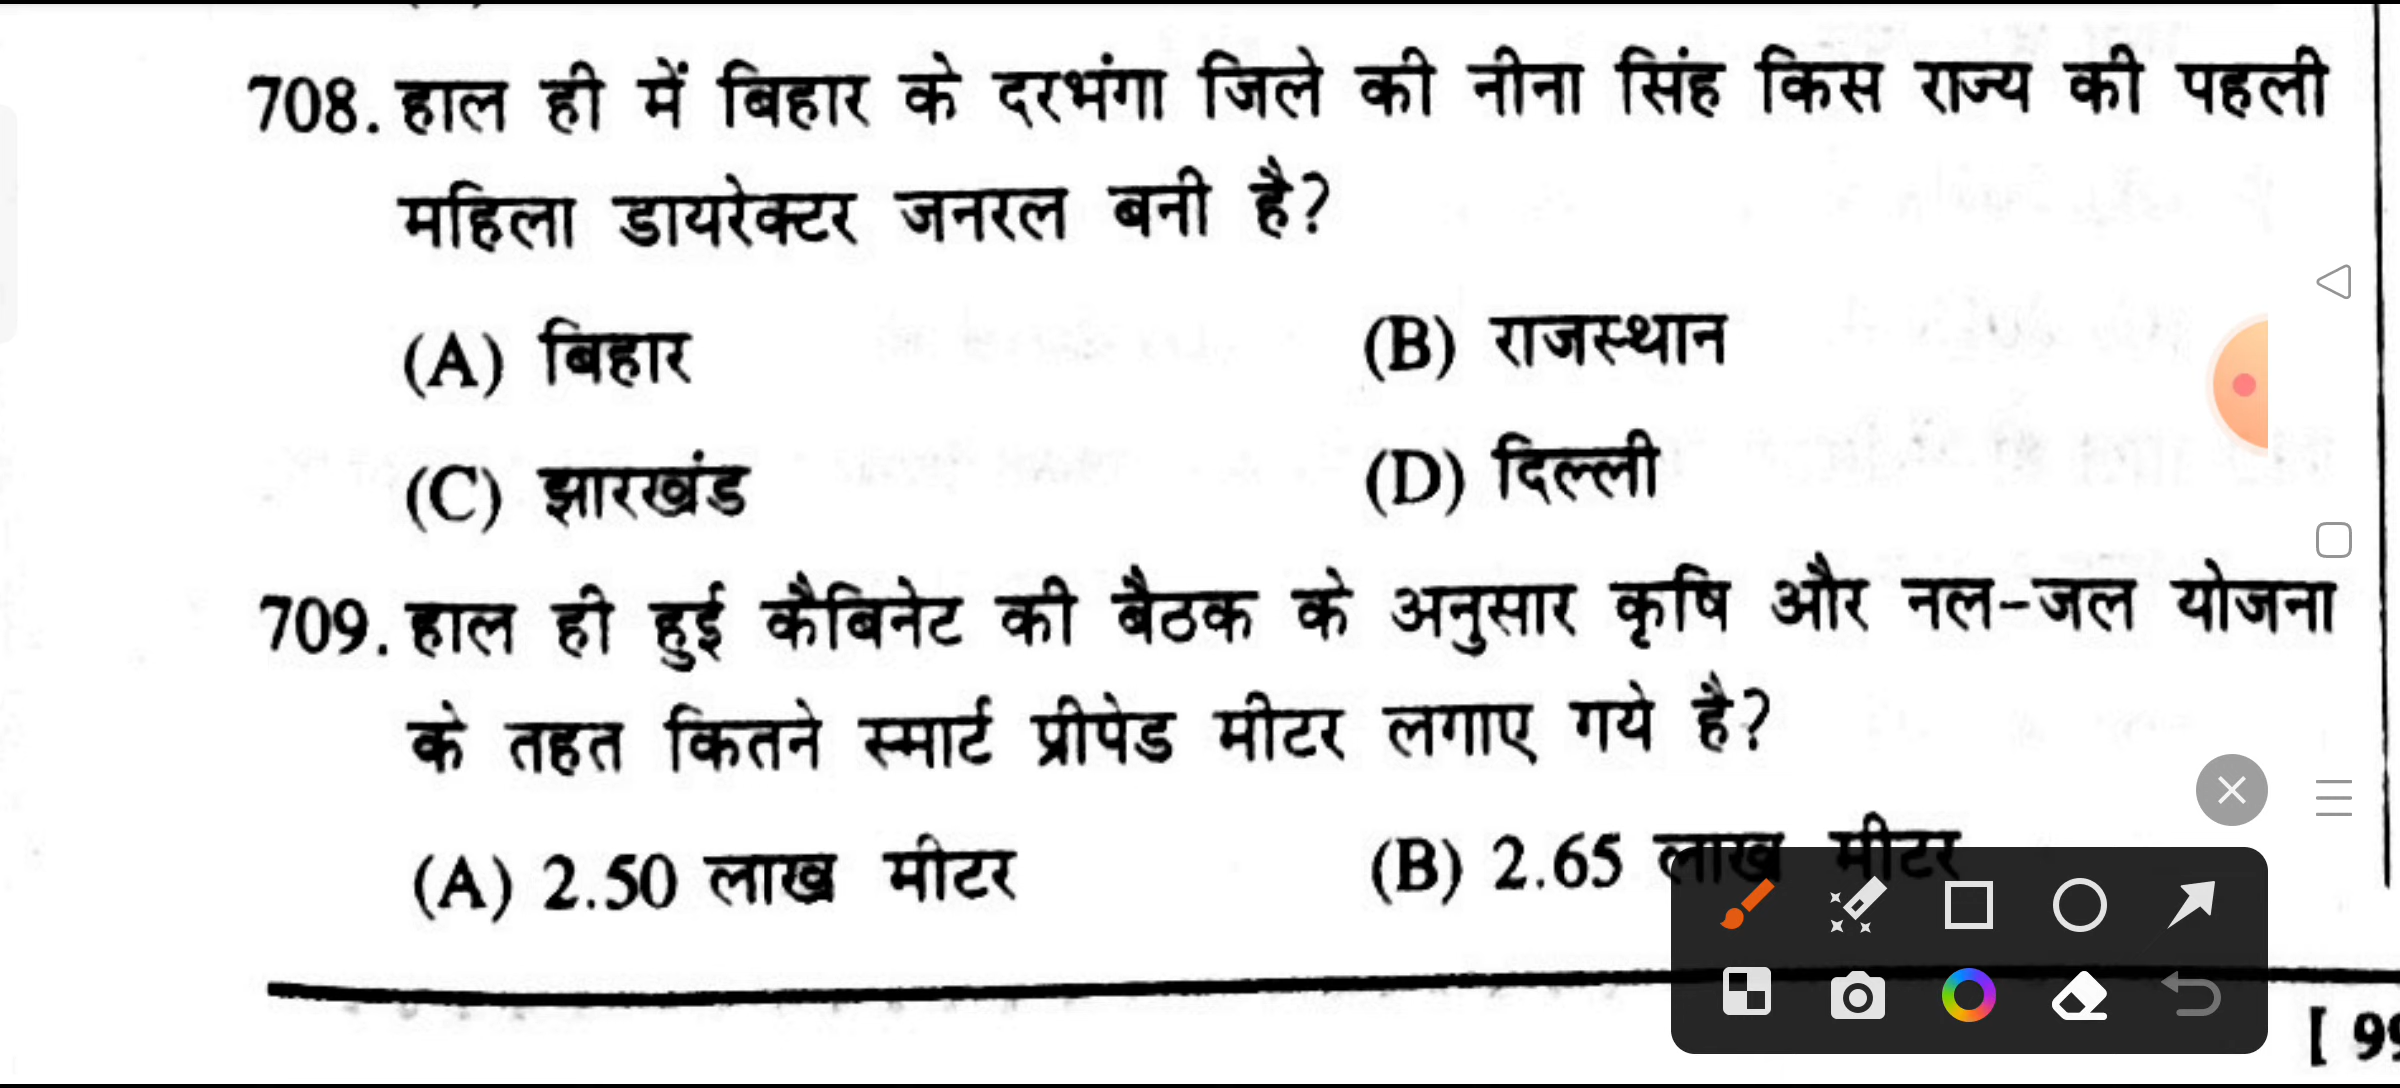 708. हाल ही में बिहार के दरभंगा जिले की नीना सिंह किस राज्य की पहली
महिला डायरेक्टर जनरल बनी है?
(A) बिहार (B) राजस्थान
(C) झारखंड (D) दिल्ली
709. हाल ही हुई कैबिनेट की बैठक के अनुसार कृषि और नल-जल योजना
के तहत कितने स्मार्ट प्रीपेड मीटर लगाए गये है?
(A) 2.50 लाख मीटर (B) 2.65 लाख मीटर
[ 99